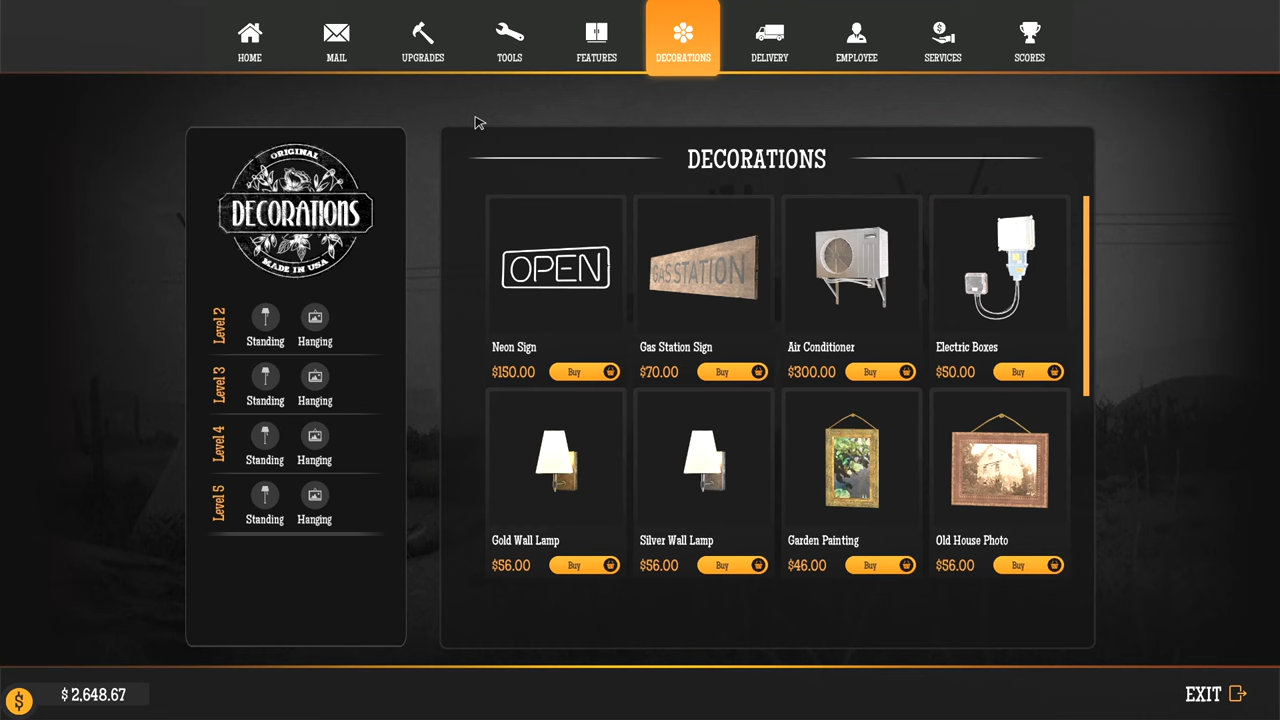 HOME MAIL UPGRADES TOOLS FEATURES DECORATIONS DELIVERY EMPLOYEE SERVICES SCORES
ORIGINAL
DECORATIONS
MADE IN USA
Level 2
Standing Hanging
Level 3
Standing Hanging
Level 4
Standing Hanging
Level 5
Standing Hanging
DECORATIONS
OPEN
GAS STATION
Neon Sign Gas Station Sign Air Conditioner Electric Boxes
$150.00 Buy $70.00 Buy $300.00 Buy $50.00 Buy
Gold Wall Lamp Silver Wall Lamp Garden Painting Old House Photo
$56.00 Buy $56.00 Buy $46.00 Buy $56.00 Buy
$ $ 2,648.67
EXIT